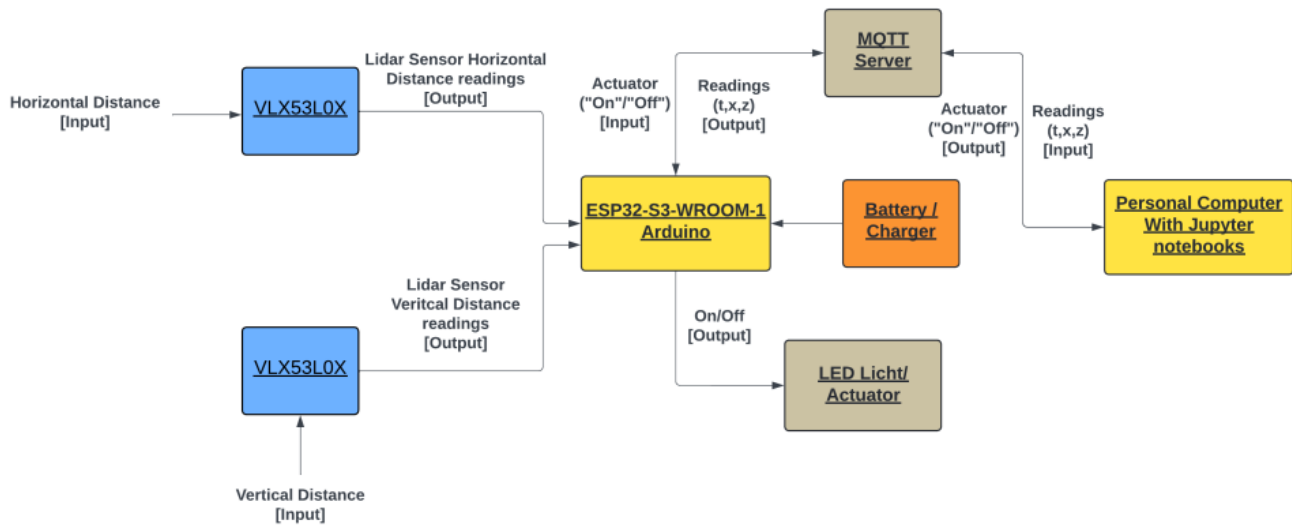 Horizontal Distance
[Input]
VLX53L0X
Lidar Sensor Horizontal
Distance readings
[Output]
Actuator
("On"/"Off")
[Input]
Readings
(t,x,z)
[Output]
MQTT
Server
Actuator
("On"/"Off")
[Output]
Readings
(t,x,z)
[Input]
ESP32-S3-WROOM-1
Arduino
Battery /
Charger
Personal Computer
With Jupyter
notebooks
Lidar Sensor
Veritcal Distance
readings
[Output]
VLX53L0X
On/Off
[Output]
LED Licht/
Actuator
Vertical Distance
[Input]